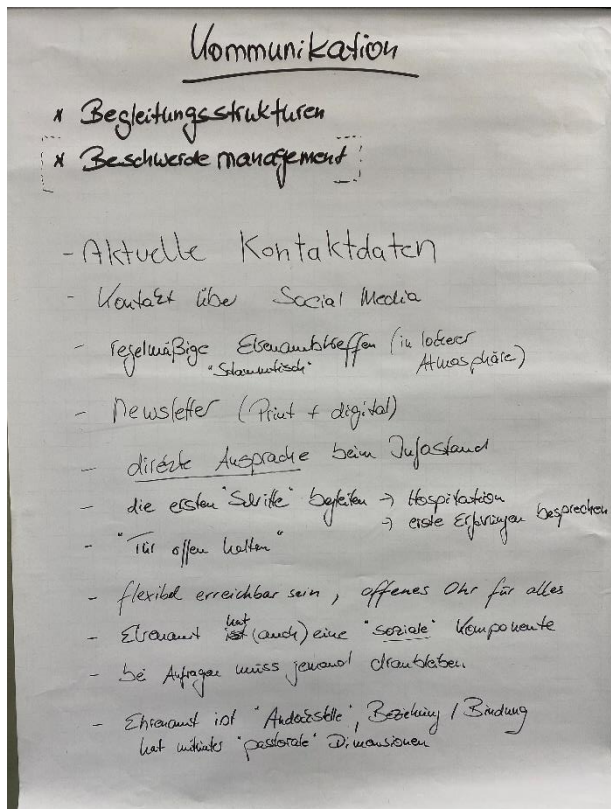 Kommunikation
* Begleitungsstrukturen
* Beschwerdemanagement
- Aktuelle Kontaktdaten
- Kontakt über Social Media
- regelmäßige Ehrenamtstreffen (in lockerer
"Stammtisch" Atmosphäre)
- Newsletter (Print + digital)
- direkte Ansprache beim Infostand
- die ersten "Schritte" begleiten → Hospitation
→ erste Erfahrungen besprechen
- "Tür offen halten"
- flexibel erreichbar sein, offenes Ohr für alles
- Ehrenamt hat (auch) eine "soziale" Komponente
- bei Anfragen muss jemand dranbleiben.
- Ehrenamt ist "Andockstelle", Beziehung / Bindung
hat mitunter "pastorale" Dimensionen